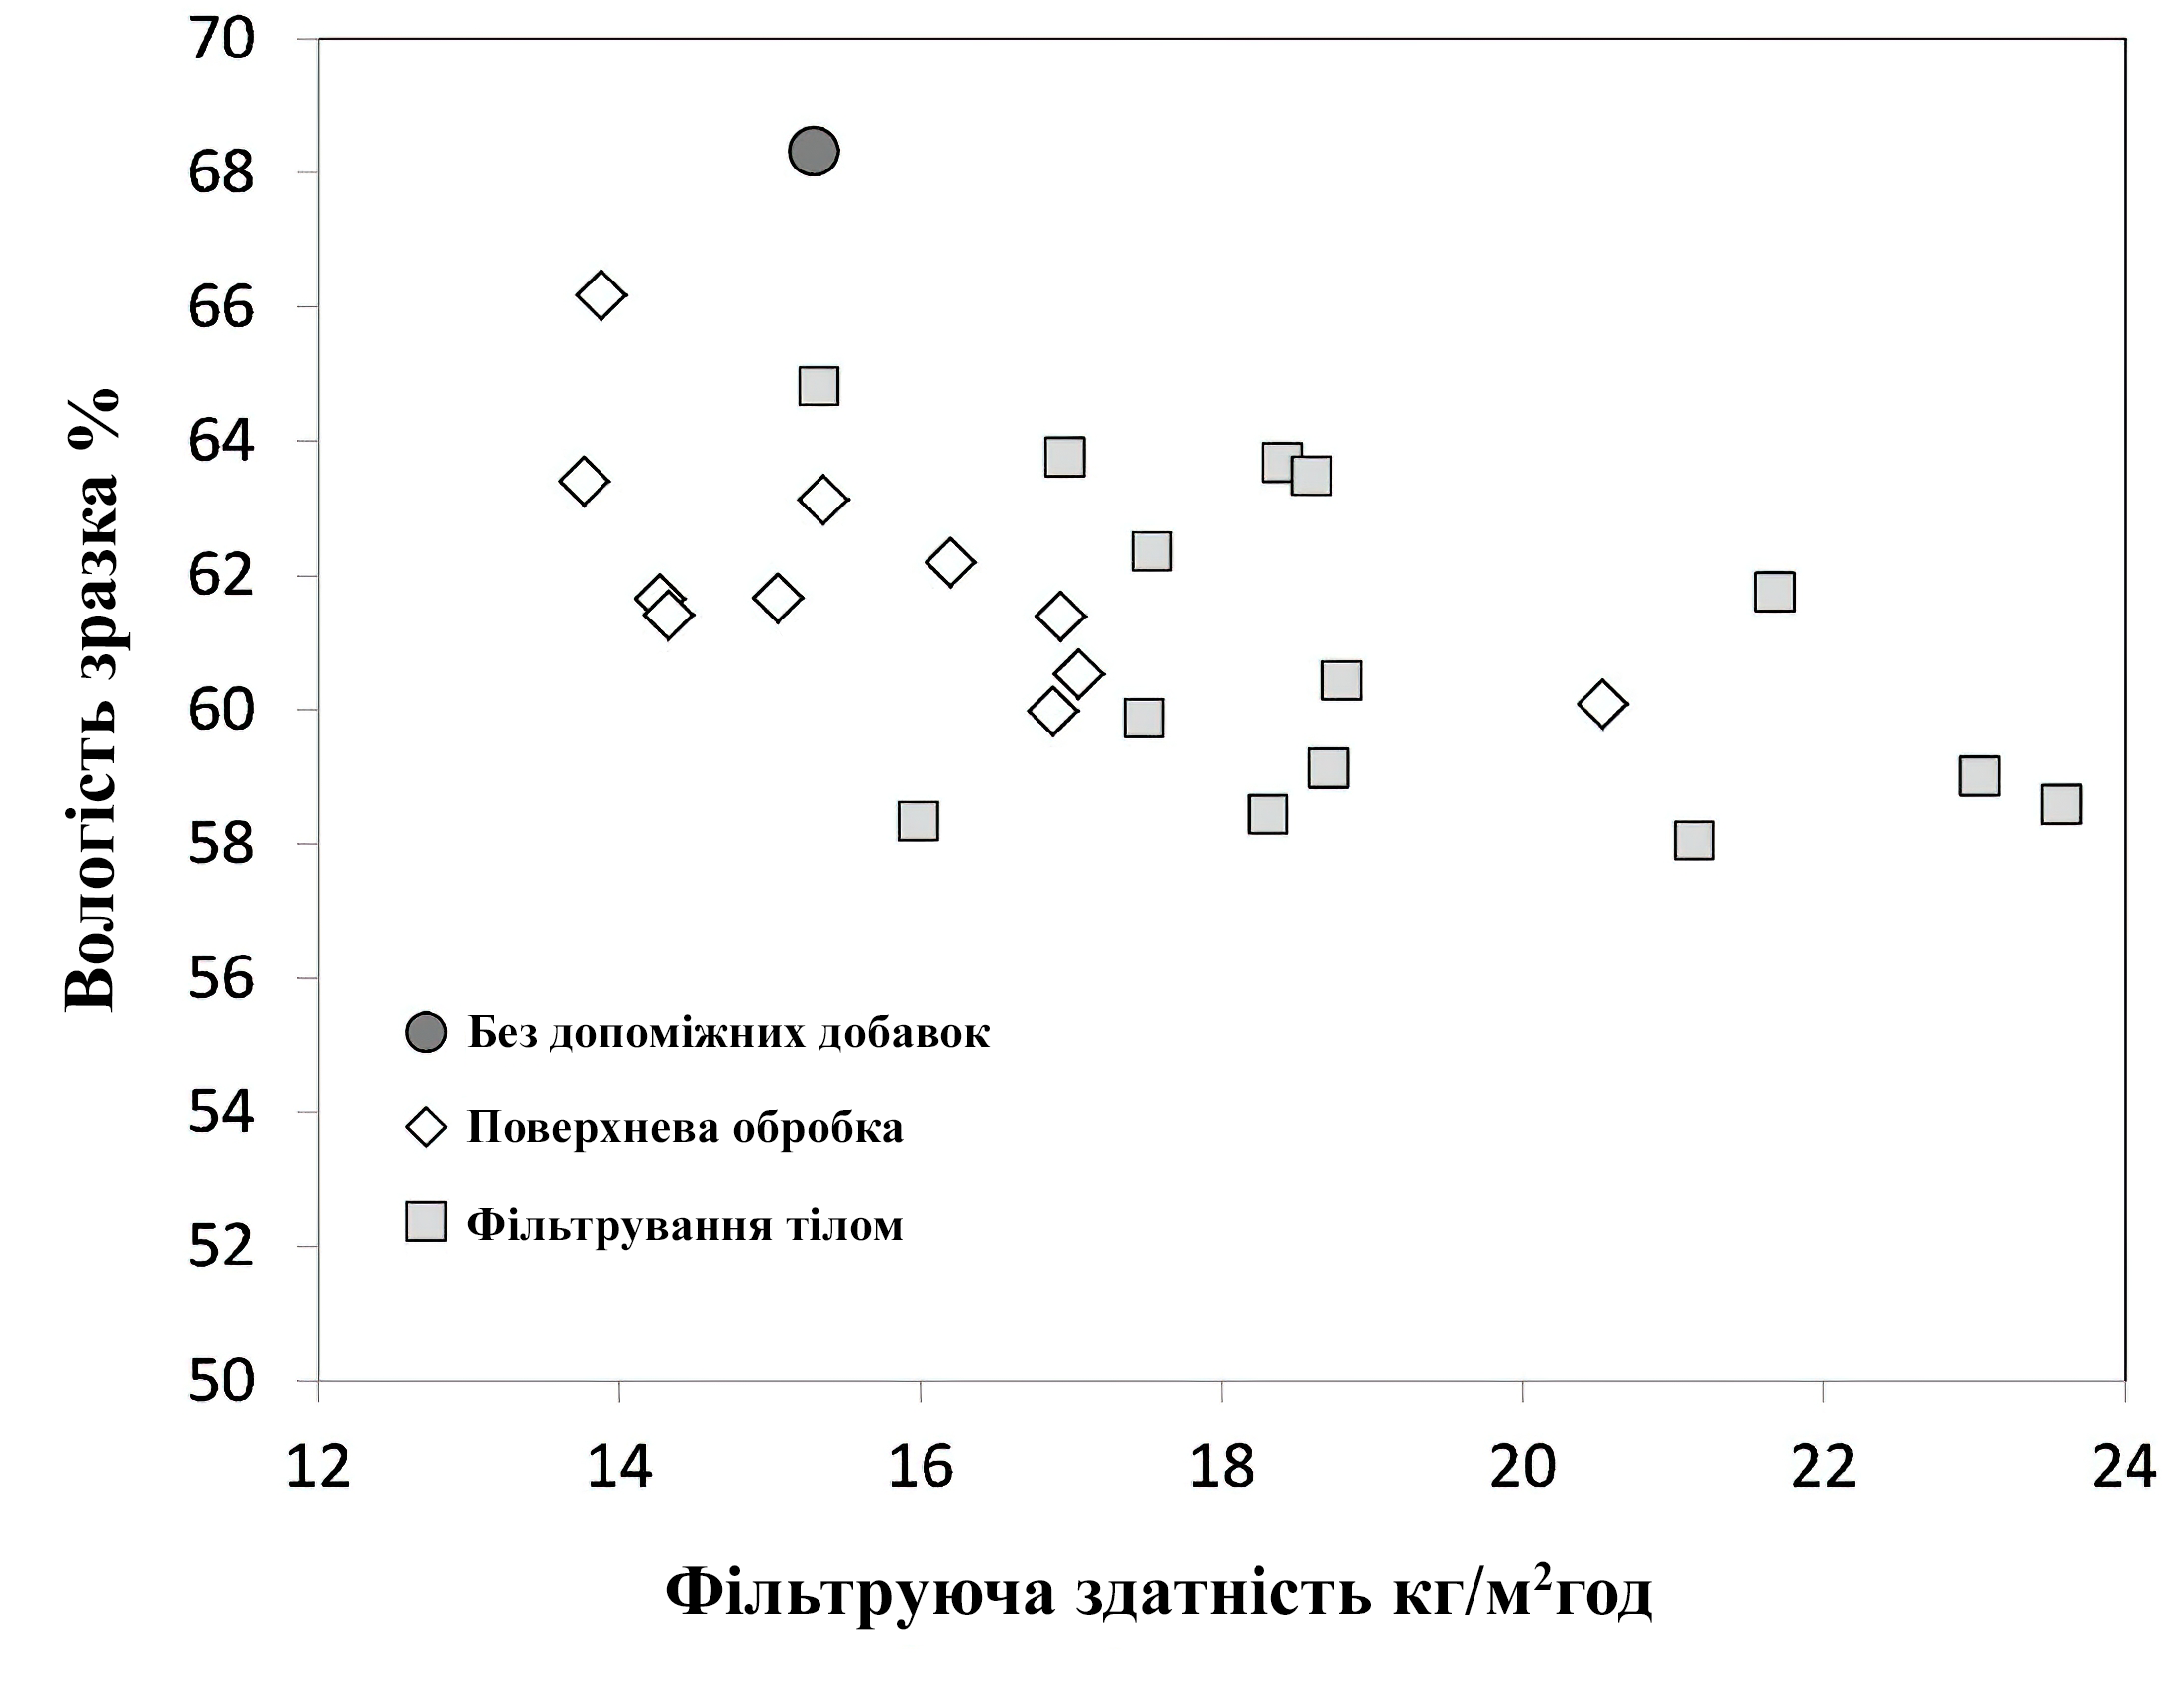 70
68
66
64
62
60
58
56
54
52
50
Вологість зразка %
Без допоміжних добавок
Поверхнева обробка
Фільтрування тілом
12 14 16 18 20 22 24
Фільтруюча здатність кг/м²год